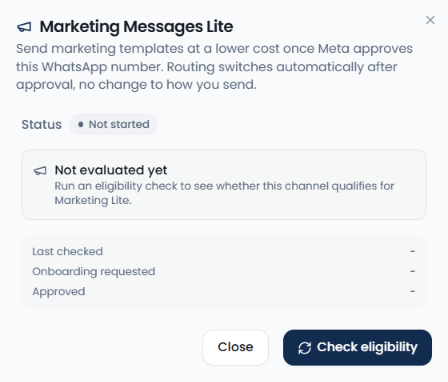 Marketing Messages Lite
Send marketing templates at a lower cost once Meta approves
this WhatsApp number. Routing switches automatically after
approval, no change to how you send.
Status • Not started
Not evaluated yet
Run an eligibility check to see whether this channel qualifies for
Marketing Lite.
Last checked -
Onboarding requested -
Approved -
Close Check eligibility